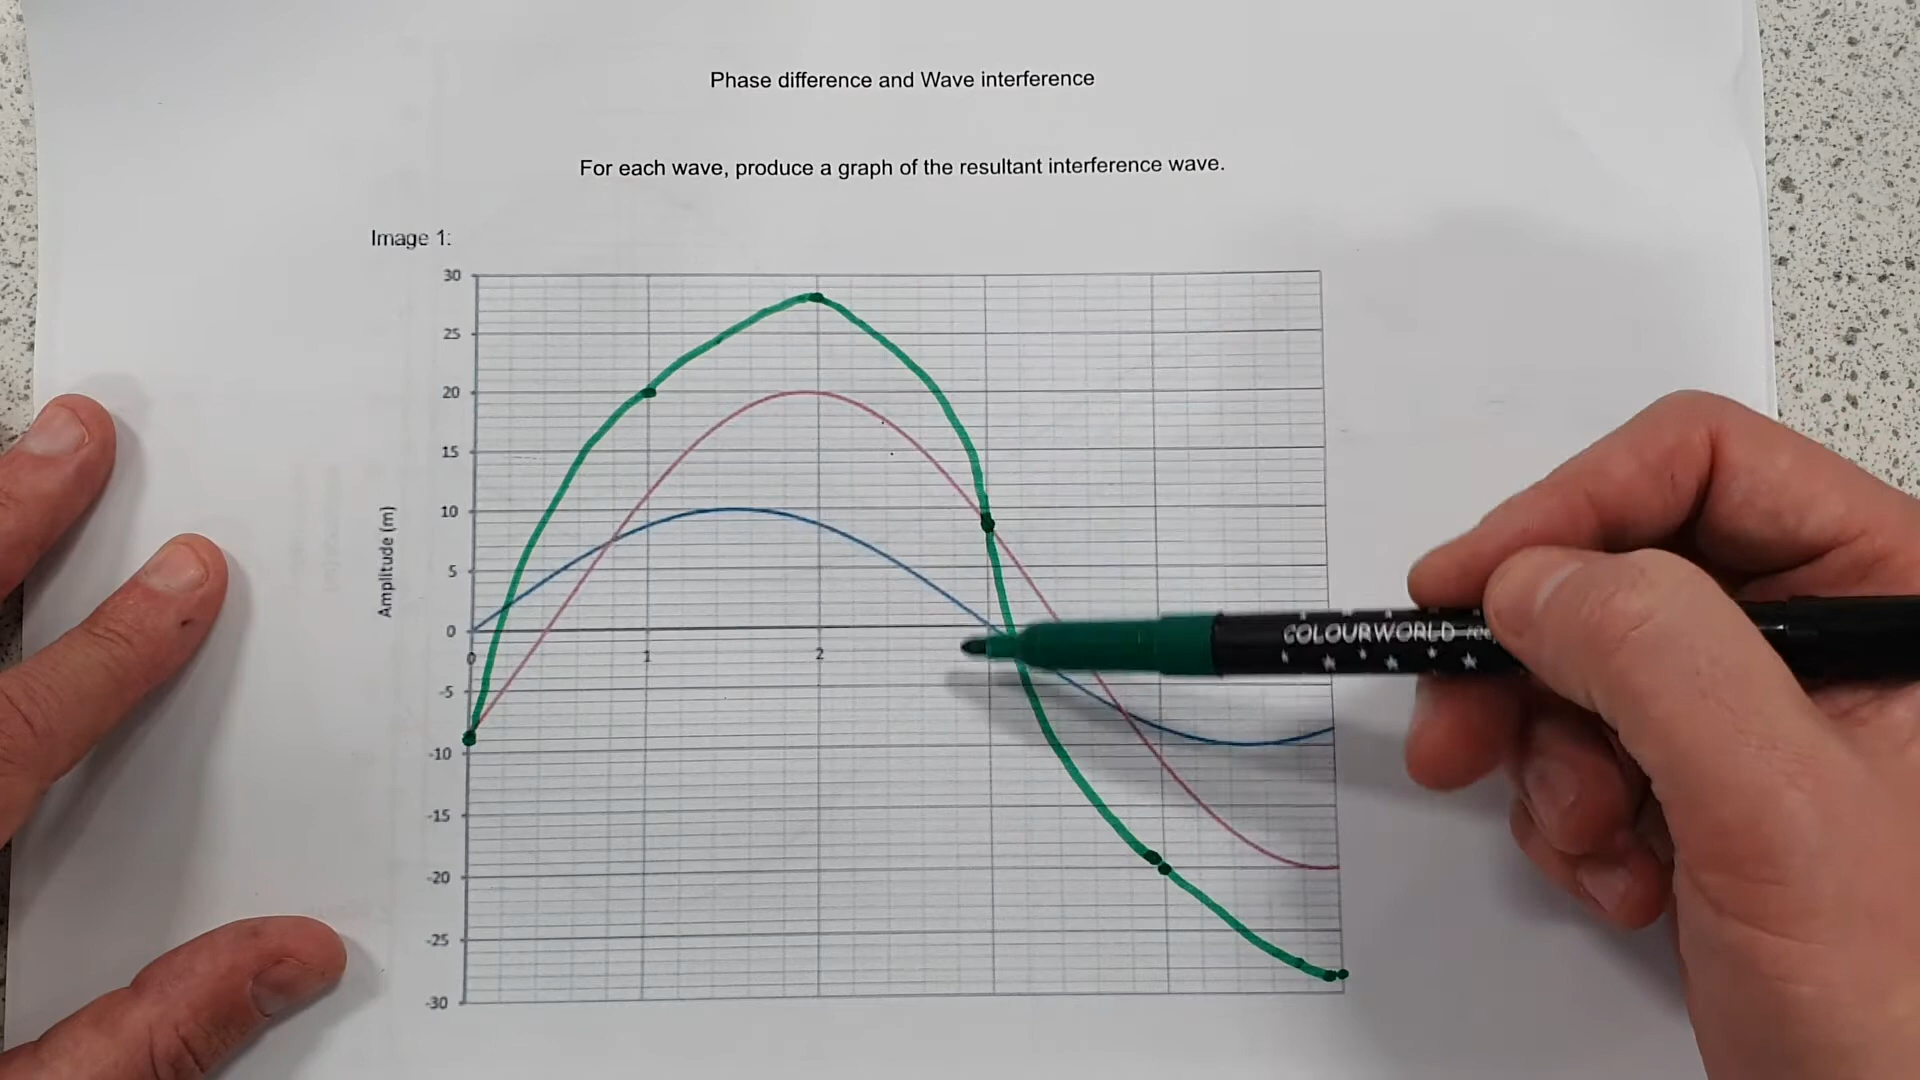 Phase difference and Wave interference
For each wave, produce a graph of the resultant interference wave.
Image 1:
30
25
20
15
10
5
0
-5
-10
-15
-20
-25
-30
Amplitude (m)
0 1 2
COLOURWORLD